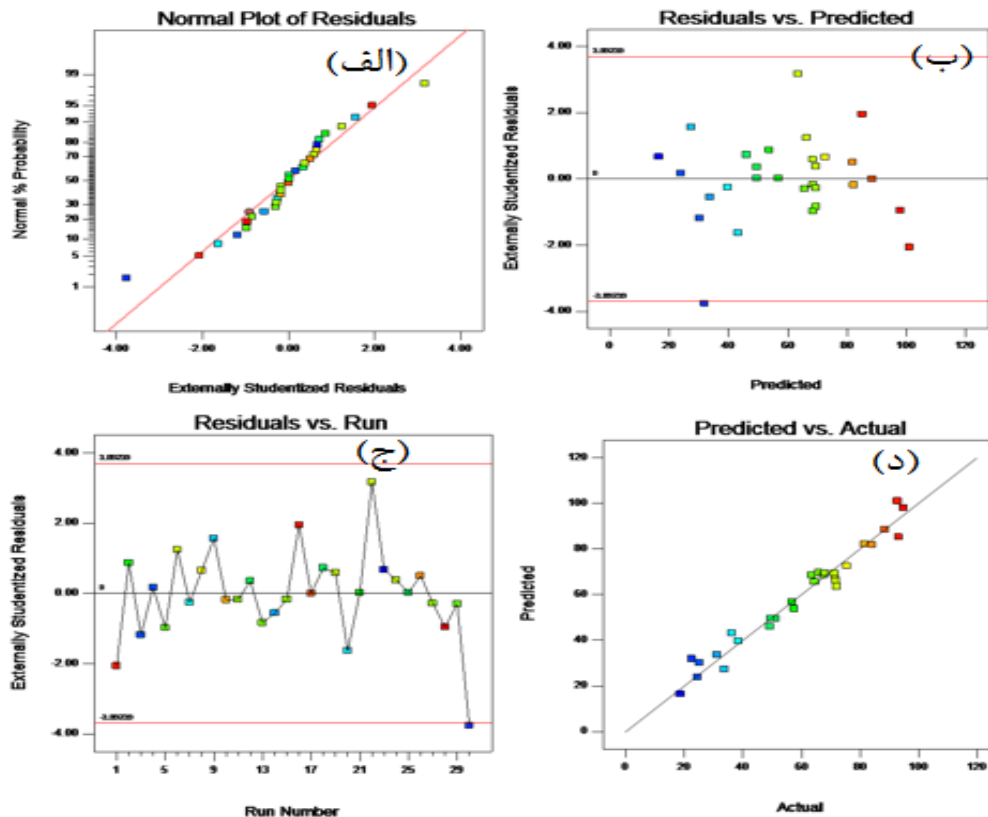 Normal Plot of Residuals
(الف)
Normal % Probability
99
95
90
80
70
50
30
20
10
5
1
-4.00 -2.00 0.00 2.00 4.00
Externally Studentized Residuals
Residuals vs. Predicted
(ب)
Externally Studentized Residuals
4.00
2.00
0.00
0
-2.00
-4.00
0 20 40 60 80 100 120
Predicted
Residuals vs. Run
(ج)
Externally Studentized Residuals
4.00
2.00
0.00
0
-2.00
-4.00
1 5 9 13 17 21 25 29
Run Number
Predicted vs. Actual
(د)
Predicted
120
100
80
60
40
20
0
0 20 40 60 80 100 120
Actual